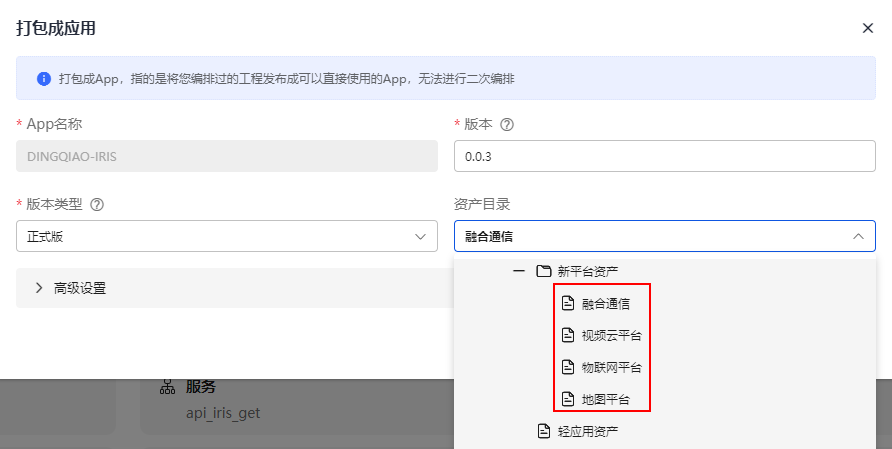 打包成应用
打包成App，指的是将您编排过的工程发布成可以直接使用的App，无法进行二次编排
* App名称
* 版本
DINGQIAO-IRIS
0.0.3
* 版本类型
资产目录
正式版
融合通信
新平台资产
高级设置
融合通信
视频云平台
物联网平台
地图平台
轻应用资产
服务
api_iris_get